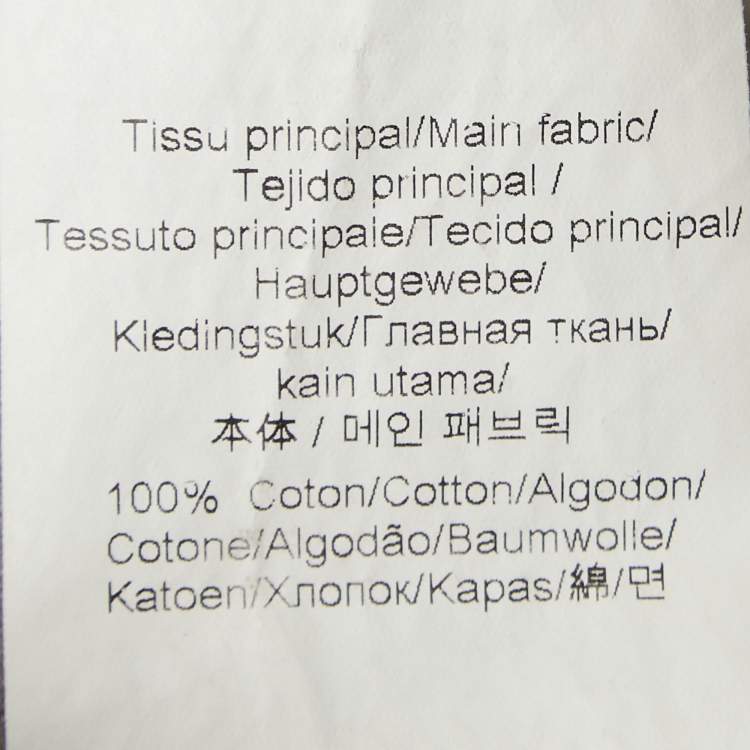 Tissu principal/Main fabric/
Tejido principal /
Tessuto principale/Tecido principal/
Hauptgewebe/
Kledingstuk/Главная ткань/
kain utama/
本体 / 메인 패브릭
100% Coton/Cotton/Algodon/
Cotone/Algodão/Baumwolle/
Katoen/Хлопок/Kapas/綿/면